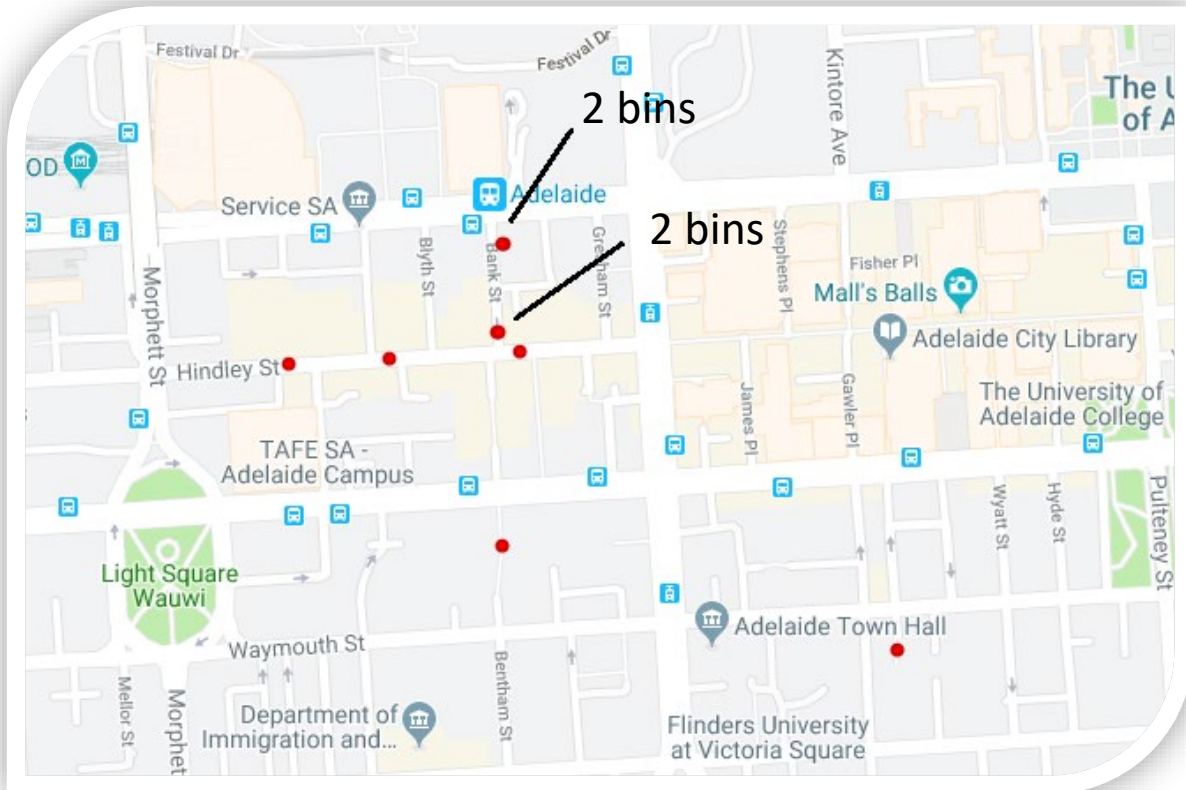 Festival Dr
Festival Dr
2 bins
Kintore Ave
The U
of A
OD
Adelaide
Service SA
2 bins
Blyth St
Bank St
Gresham St
Stephens Pl
Fisher Pl
Mall's Balls
Morphett St
Adelaide City Library
Hindley St
James Pl
Gawler Pl
The University of
Adelaide College
TAFE SA -
Adelaide Campus
Wyatt St
Hyde St
Pulteney St
Light Square
Wauwi
Adelaide Town Hall
Waymouth St
Mellor St
Morphet
Bentham St
Department of
Immigration and...
Flinders University
at Victoria Square